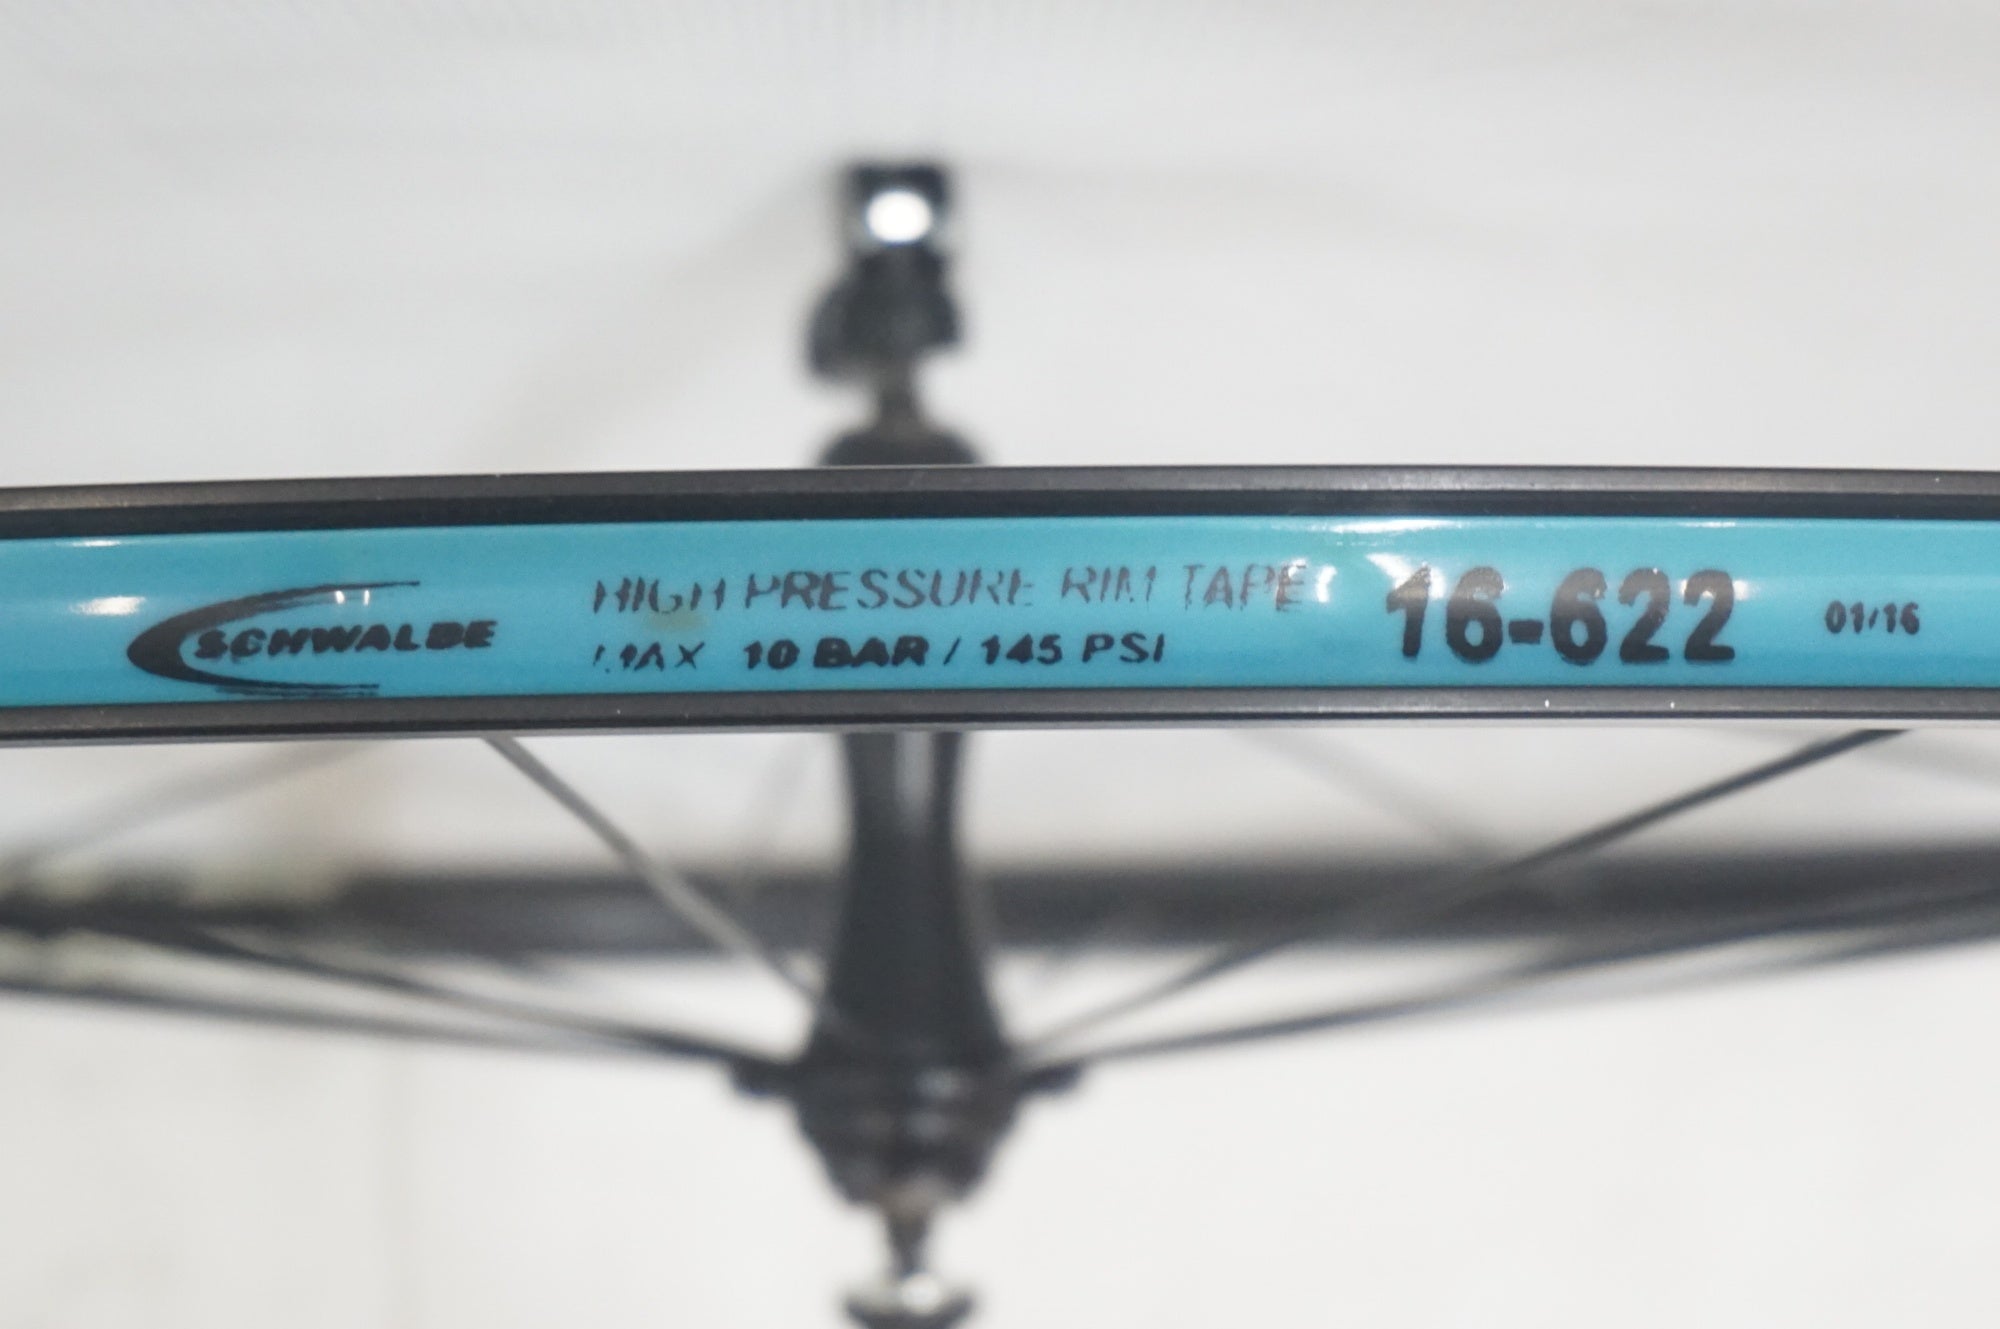 SCHWALBE
HIGH PRESSURE RIM TAPE
MAX 10 BAR / 145 PSI
16-622
01/16